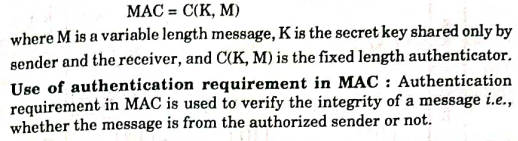 MAC = C(K, M)
where M is a variable length message, K is the secret key shared only by
sender and the receiver, and C(K, M) is the fixed length authenticator.
Use of authentication requirement in MAC : Authentication
requirement in MAC is used to verify the integrity of a message i.e.,
whether the message is from the authorized sender or not.